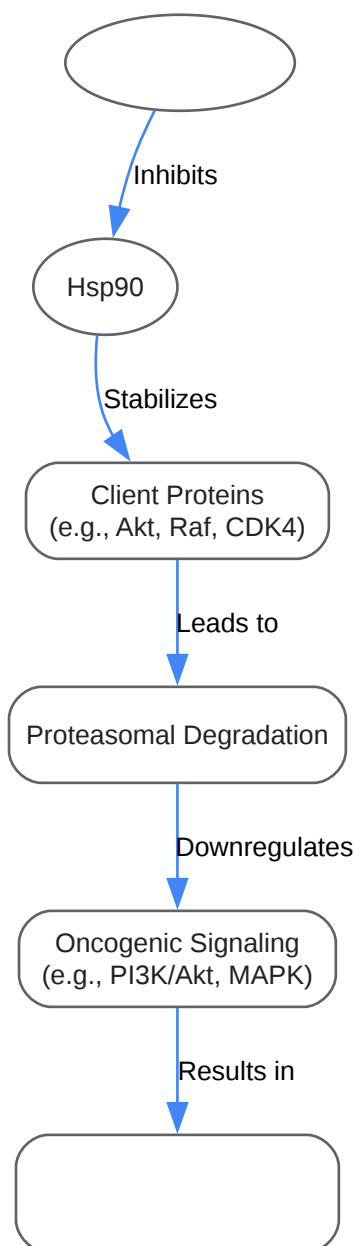 Inhibits
Hsp90
Stabilizes
Client Proteins
(e.g., Akt, Raf, CDK4)
Leads to
Proteasomal Degradation
Downregulates
Oncogenic Signaling
(e.g., PI3K/Akt, MAPK)
Results in